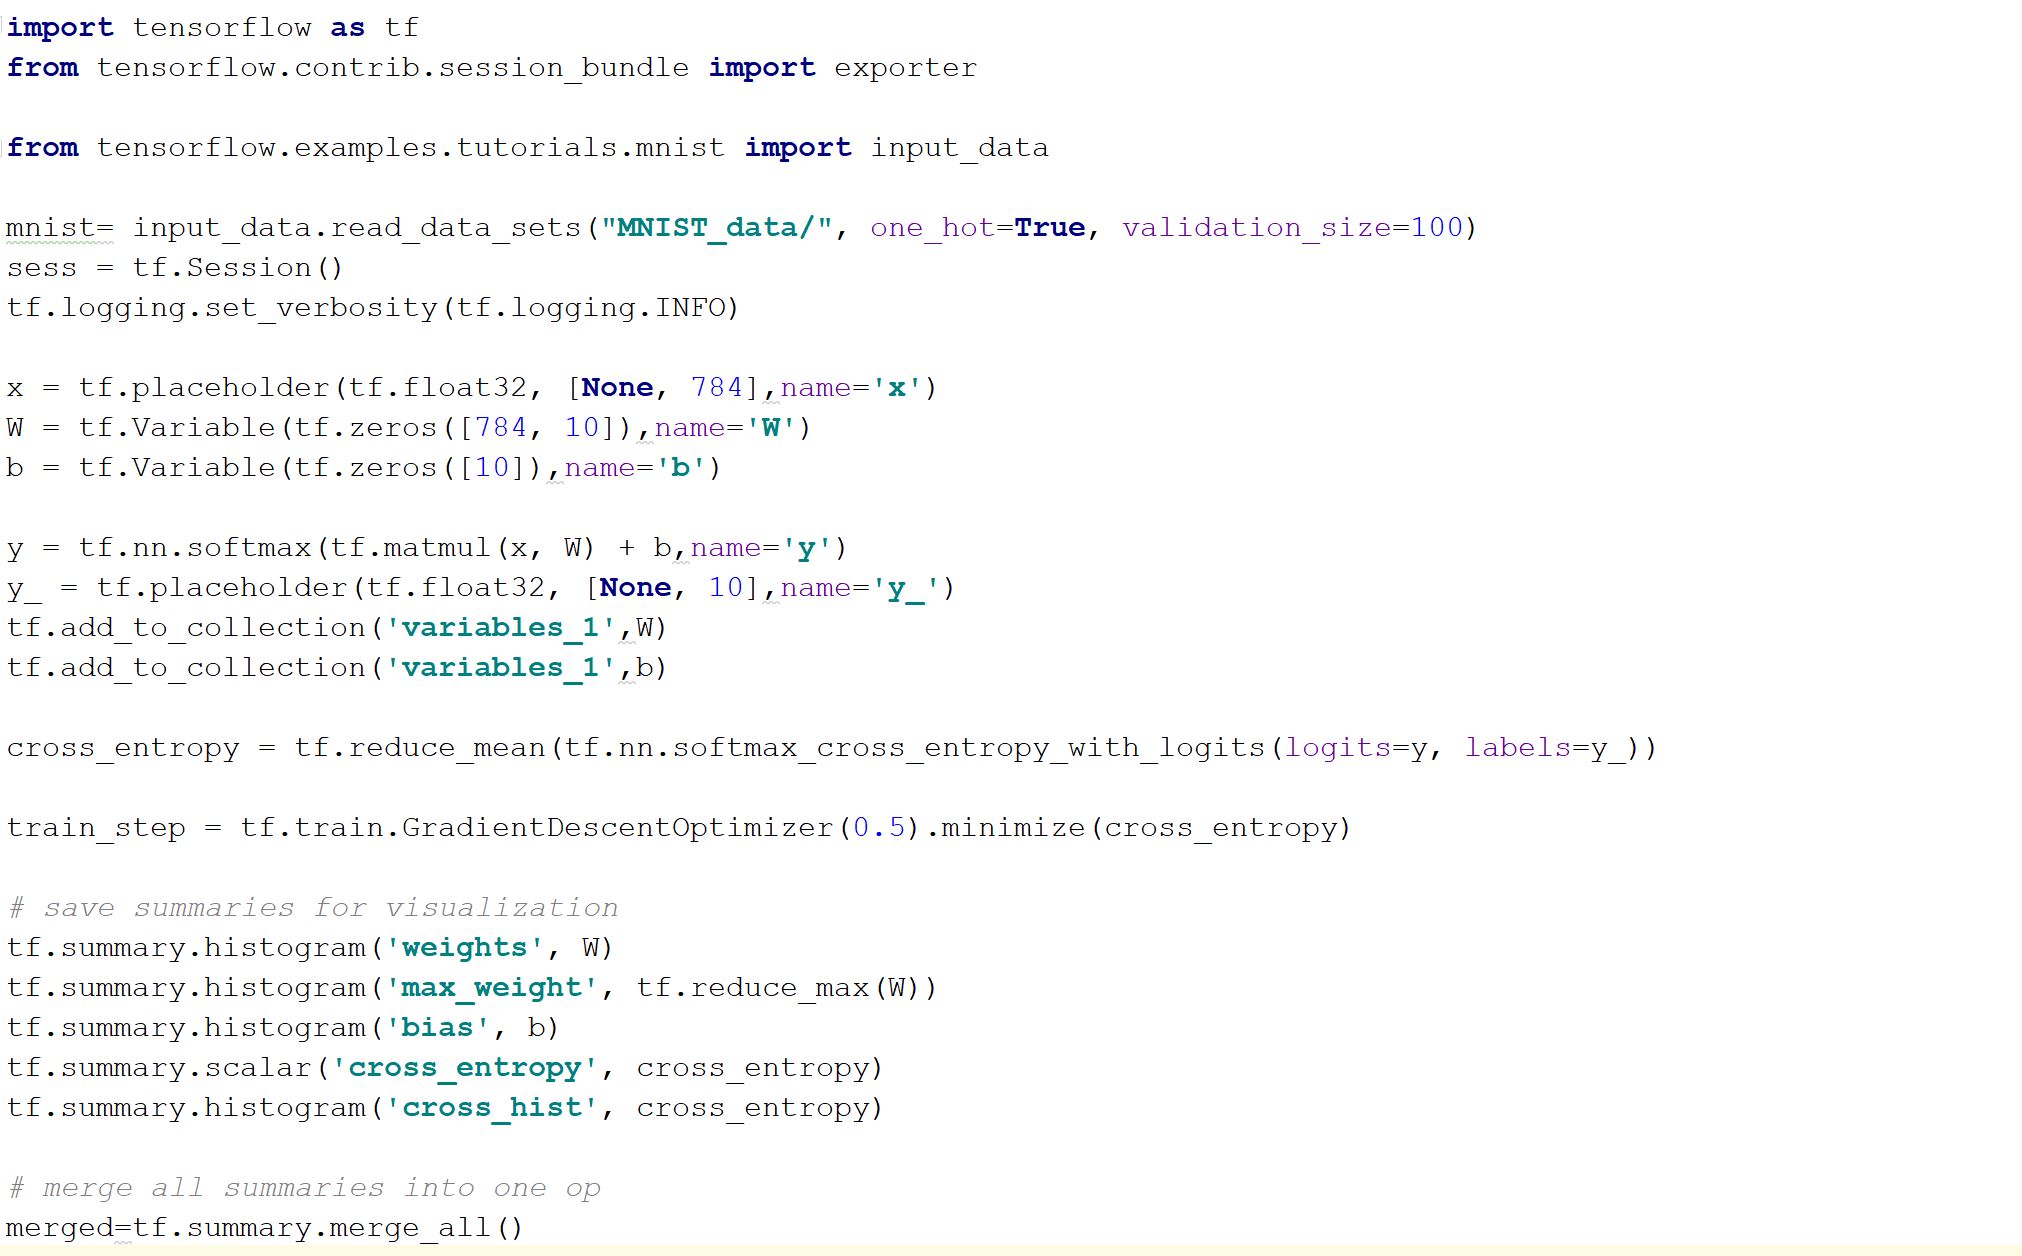 import tensorflow as tf
from tensorflow.contrib.session_bundle import exporter
from tensorflow.examples.tutorials.mnist import input_data
mnist= input_data.read_data_sets("MNIST_data/", one_hot=True, validation_size=100)
sess = tf.Session()
tf.logging.set_verbosity(tf.logging.INFO)
x = tf.placeholder(tf.float32, [None, 784],name='x')
W = tf.Variable(tf.zeros([784, 10]),name='W')
b = tf.Variable(tf.zeros([10]),name='b')
y = tf.nn.softmax(tf.matmul(x, W) + b,name='y')
y_ = tf.placeholder(tf.float32, [None, 10],name='y_')
tf.add_to_collection('variables_1',W)
tf.add_to_collection('variables_1',b)
cross_entropy = tf.reduce_mean(tf.nn.softmax_cross_entropy_with_logits(logits=y, labels=y_))
train_step = tf.train.GradientDescentOptimizer(0.5).minimize(cross_entropy)
# save summaries for visualization
tf.summary.histogram('weights', W)
tf.summary.histogram('max_weight', tf.reduce_max(W))
tf.summary.histogram('bias', b)
tf.summary.scalar('cross_entropy', cross_entropy)
tf.summary.histogram('cross_hist', cross_entropy)
# merge all summaries into one op
merged=tf.summary.merge_all()